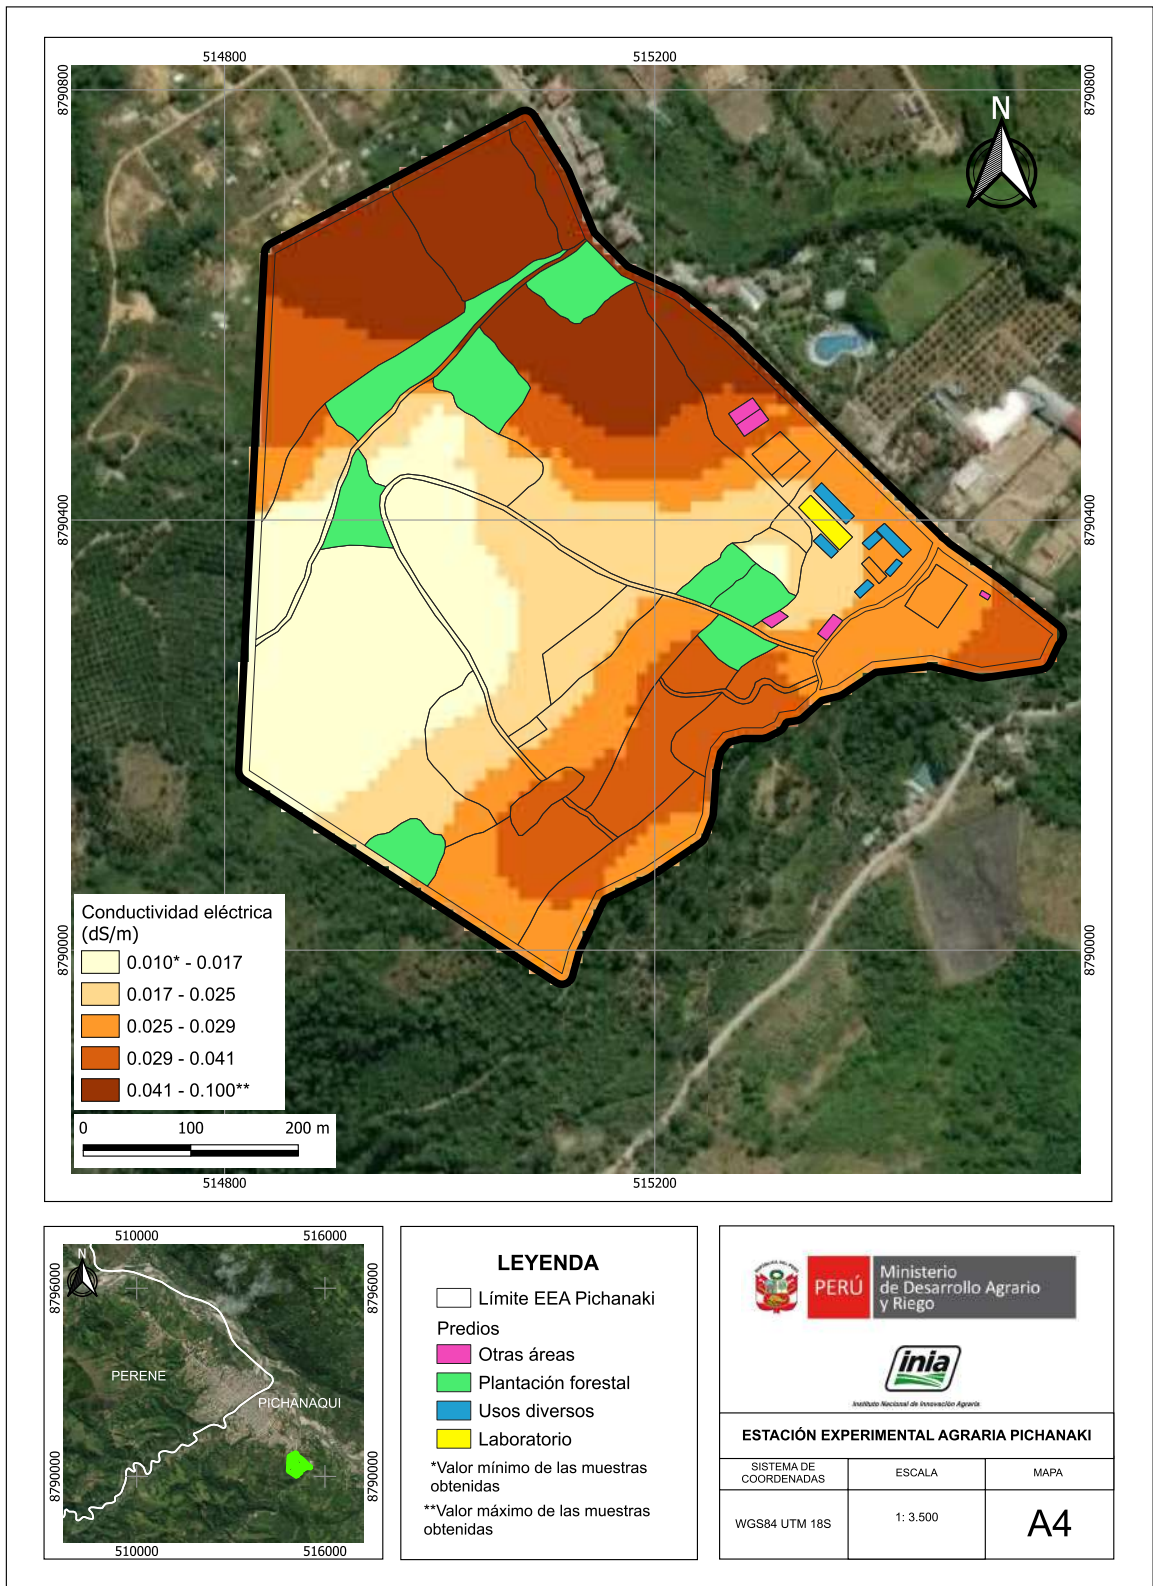 514800
515200
8790800
8790800
N
8790400
8790400
8790000
8790000
Conductividad eléctrica
(dS/m)
0.010* - 0.017
0.017 - 0.025
0.025 - 0.029
0.029 - 0.041
0.041 - 0.100**
0 100 200 m
514800
515200
510000
516000
N
8796000
8796000
PERENE
PICHANAQUI
8790000
8790000
510000
516000
LEYENDA
Límite EEA Pichanaki
Predios
Otras áreas
Plantación forestal
Usos diversos
Laboratorio
*Valor mínimo de las muestras
obtenidas
**Valor máximo de las muestras
obtenidas
PERÚ
Ministerio
de Desarrollo Agrario
y Riego
inia
Instituto Nacional de Innovación Agraria
ESTACIÓN EXPERIMENTAL AGRARIA PICHANAKI
SISTEMA DE
COORDENADAS
ESCALA
MAPA
WGS84 UTM 18S
1: 3.500
A4